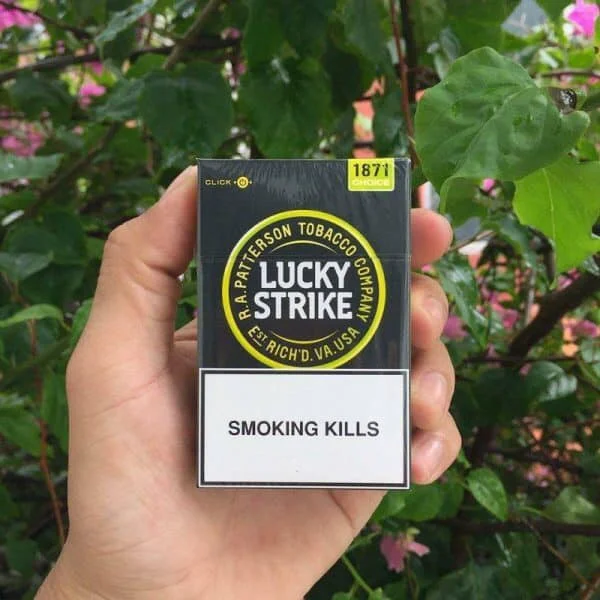 CLICK
1871
CHOICE
R.A. PATTERSON TOBACCO COMPANY
LUCKY
STRIKE
EST. RICH'D. VA. USA
SMOKING KILLS